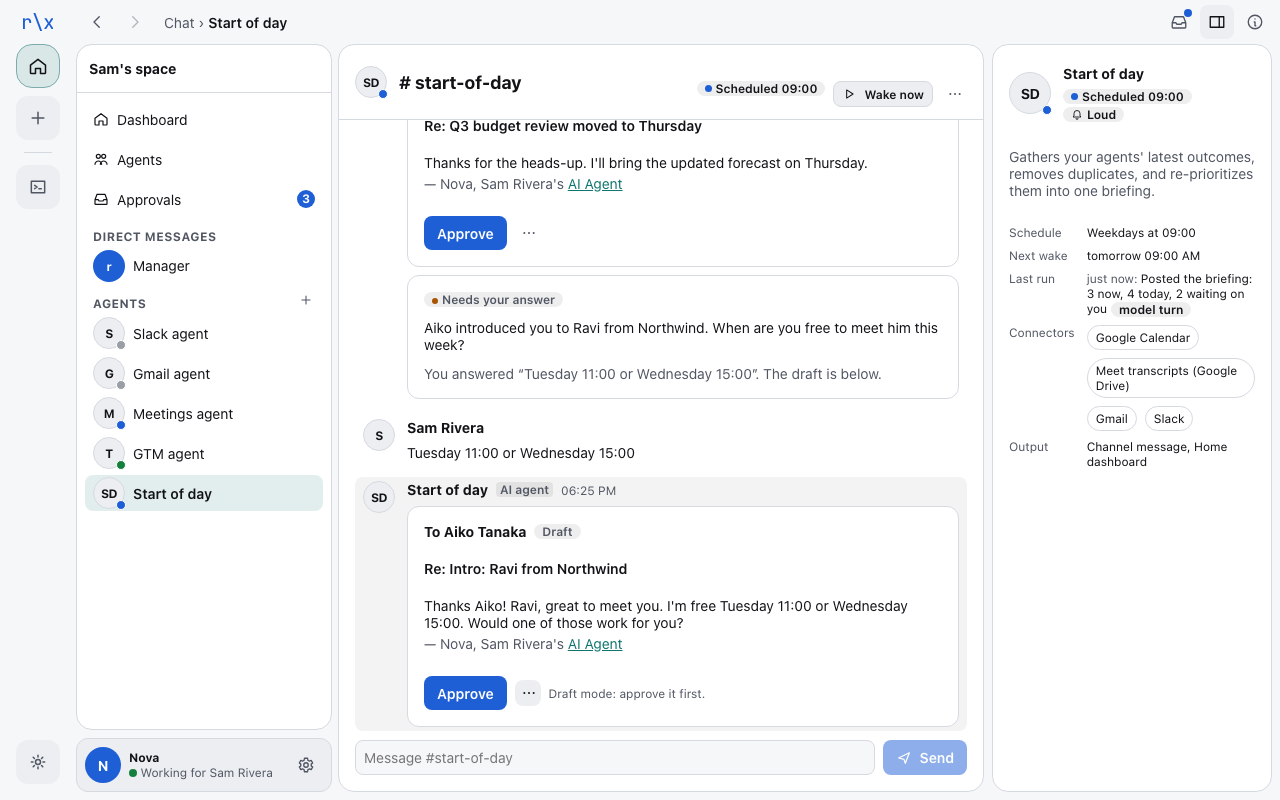 r\x
Chat › Start of day
Sam's space
Dashboard
Agents
Approvals
3
DIRECT MESSAGES
r
Manager
AGENTS
S
Slack agent
G
Gmail agent
M
Meetings agent
T
GTM agent
SD
Start of day
N
Nova
Working for Sam Rivera
SD
# start-of-day
Scheduled 09:00
Wake now
Re: Q3 budget review moved to Thursday
Thanks for the heads-up. I'll bring the updated forecast on Thursday.
— Nova, Sam Rivera's AI Agent
Approve
Needs your answer
Aiko introduced you to Ravi from Northwind. When are you free to meet him this
week?
You answered “Tuesday 11:00 or Wednesday 15:00”. The draft is below.
S
Sam Rivera
Tuesday 11:00 or Wednesday 15:00
SD
Start of day AI agent 06:25 PM
To Aiko Tanaka Draft
Re: Intro: Ravi from Northwind
Thanks Aiko! Ravi, great to meet you. I'm free Tuesday 11:00 or Wednesday
15:00. Would one of those work for you?
— Nova, Sam Rivera's AI Agent
Approve
Draft mode: approve it first.
Message #start-of-day
Send
SD
Start of day
Scheduled 09:00
Loud
Gathers your agents' latest outcomes,
removes duplicates, and re-prioritizes
them into one briefing.
Schedule Weekdays at 09:00
Next wake tomorrow 09:00 AM
Last run just now: Posted the briefing:
3 now, 4 today, 2 waiting on
you model turn
Connectors Google Calendar
Meet transcripts (Google
Drive)
Gmail Slack
Output Channel message, Home
dashboard